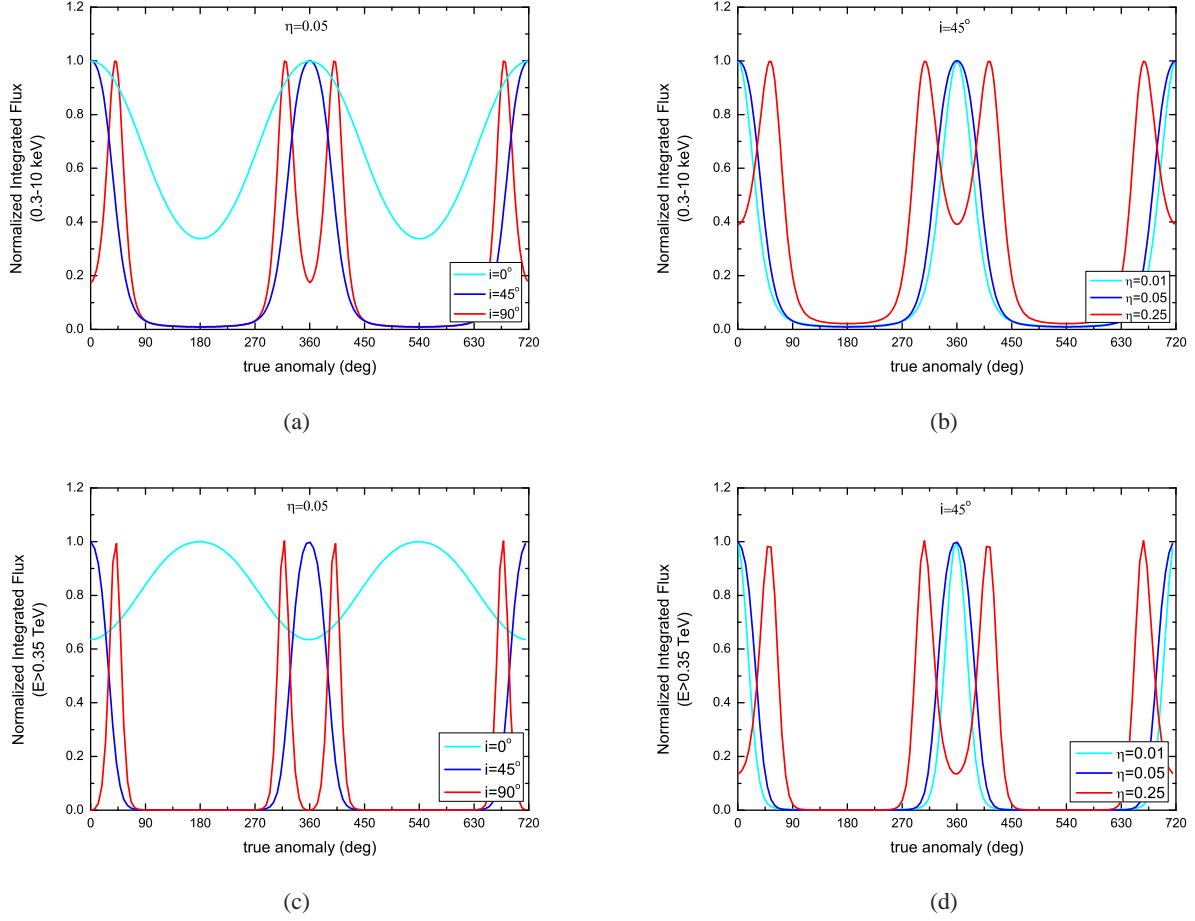 η=0.05
1.2
1.0
0.8
0.6
0.4
0.2
0.0
0 90 180 270 360 450 540 630 720
Normalized Integrated Flux
(0.3-10 keV)
true anomaly (deg)
i=0°
i=45°
i=90°
(a)
i=45°
1.2
1.0
0.8
0.6
0.4
0.2
0.0
0 90 180 270 360 450 540 630 720
Normalized Integrated Flux
(0.3-10 keV)
true anomaly (deg)
η=0.01
η=0.05
η=0.25
(b)
η=0.05
1.2
1.0
0.8
0.6
0.4
0.2
0.0
0 90 180 270 360 450 540 630 720
Normalized Integrated Flux
(E>0.35 TeV)
true anomaly (deg)
i=0°
i=45°
i=90°
(c)
i=45°
1.2
1.0
0.8
0.6
0.4
0.2
0.0
0 90 180 270 360 450 540 630 720
Normalized Integrated Flux
(E>0.35 TeV)
true anomaly (deg)
η=0.01
η=0.05
η=0.25
(d)